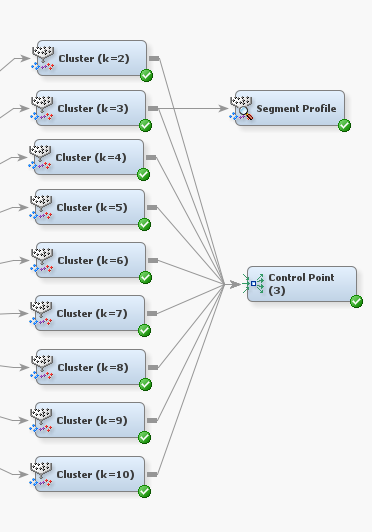 Cluster (k=2)
Cluster (k=3)
Segment Profile
Cluster (k=4)
Cluster (k=5)
Cluster (k=6)
Control Point
(3)
Cluster (k=7)
Cluster (k=8)
Cluster (k=9)
Cluster (k=10)